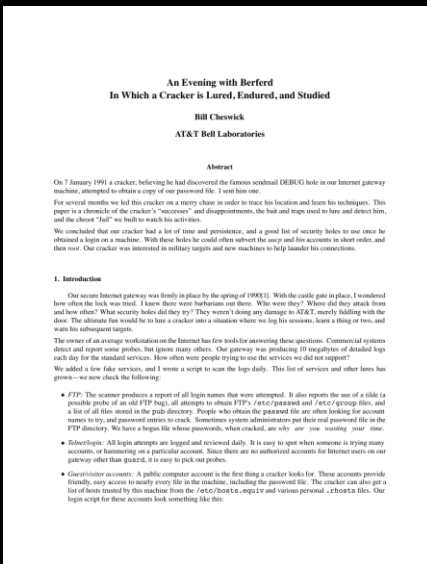 An Evening with Berferd
In Which a Cracker is Lured, Endured, and Studied
Bill Cheswick
AT&T Bell Laboratories
Abstract
On 7 January 1991 a cracker, believing he had discovered the famous sendmail DEBUG hole in our Internet gateway
machine, attempted to obtain a copy of our password file. I sent him one.
For several months we led this cracker on a merry chase in order to trace his location and learn his techniques. This
paper is a chronicle of the cracker's "successes" and disappointments, the bait and traps used to lure and detect him,
and the chroot "Jail" we built to watch his activities.
We concluded that our cracker had a lot of time and persistence, and a good list of security holes to use once he
obtained a login on a machine. With these holes he could often subvert the uucp and bin accounts in short order, and
then root. Our cracker was interested in military targets and new machines to help launder his connections.
1. Introduction
Our secure Internet gateway was firmly in place by the spring of 1990[1]. With the castle gate in place, I wondered
how often the lock was tried. I knew there were barbarians out there. Who were they? Where did they attack from
and how often? What security holes did they try? They weren't doing any damage to AT&T, merely fiddling with the
door. The ultimate fun would be to lure a cracker into a situation where we log his sessions, learn a thing or two, and
warn his subsequent targets.
The owner of an average workstation on the Internet has few tools for answering these questions. Commercial systems
detect and report some probes, but ignore many others. Our gateway was producing 10 megabytes of detailed logs
each day for the standard services. How often were people trying to use the services we did not support?
We added a few fake services, and I wrote a script to scan the logs daily. This list of services and other lures has
grown—we now check the following:
• FTP: The scanner produces a report of all login names that were attempted. It also reports the use of a tilde (a
possible probe of an old FTP bug), all attempts to obtain FTP's /etc/passwd and /etc/group files, and
a list of all files stored in the pub directory. People who obtain the passwd file are often looking for account
names to try, and password entries to crack. Sometimes system administrators put their real password file in the
FTP directory. We have a bogus file whose passwords, when cracked, are why are you wasting your time.
• Telnet/login: All login attempts are logged and reviewed daily. It is easy to spot when someone is trying many
accounts, or hammering on a particular account. Since there are no authorized accounts for Internet users on our
gateway other than guard, it is easy to pick out probes.
• Guest/visitor accounts: A public computer account is the first thing a cracker looks for. These accounts provide
friendly, easy access to nearly every file in the machine, including the password file. The cracker can also get a
list of hosts trusted by this machine from the /etc/hosts.equiv and various personal .rhosts files. Our
login script for these accounts look something like this: